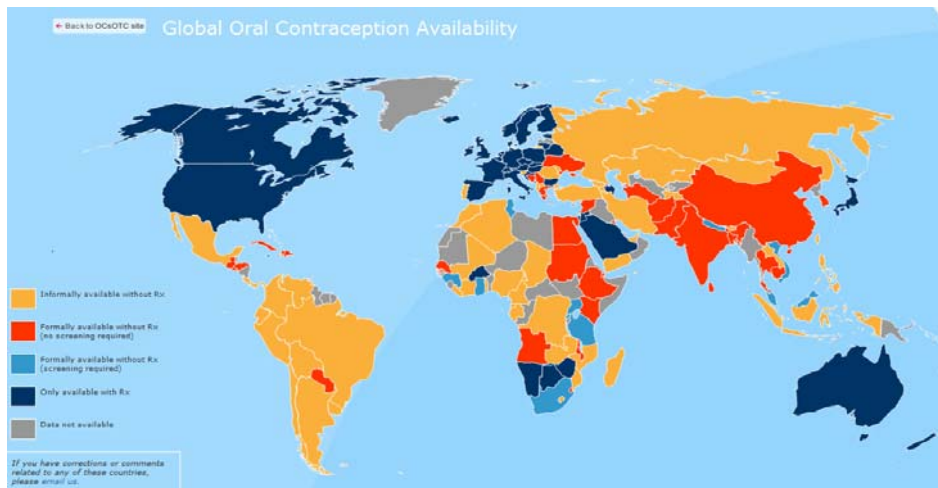 ← Back to OCsOTC site
Global Oral Contraception Availability
Informally available without Rx
Formally available without Rx
(no screening required)
Formally available without Rx
(screening required)
Only available with Rx
Data not available
If you have corrections or comments
related to any of these countries,
please email us.